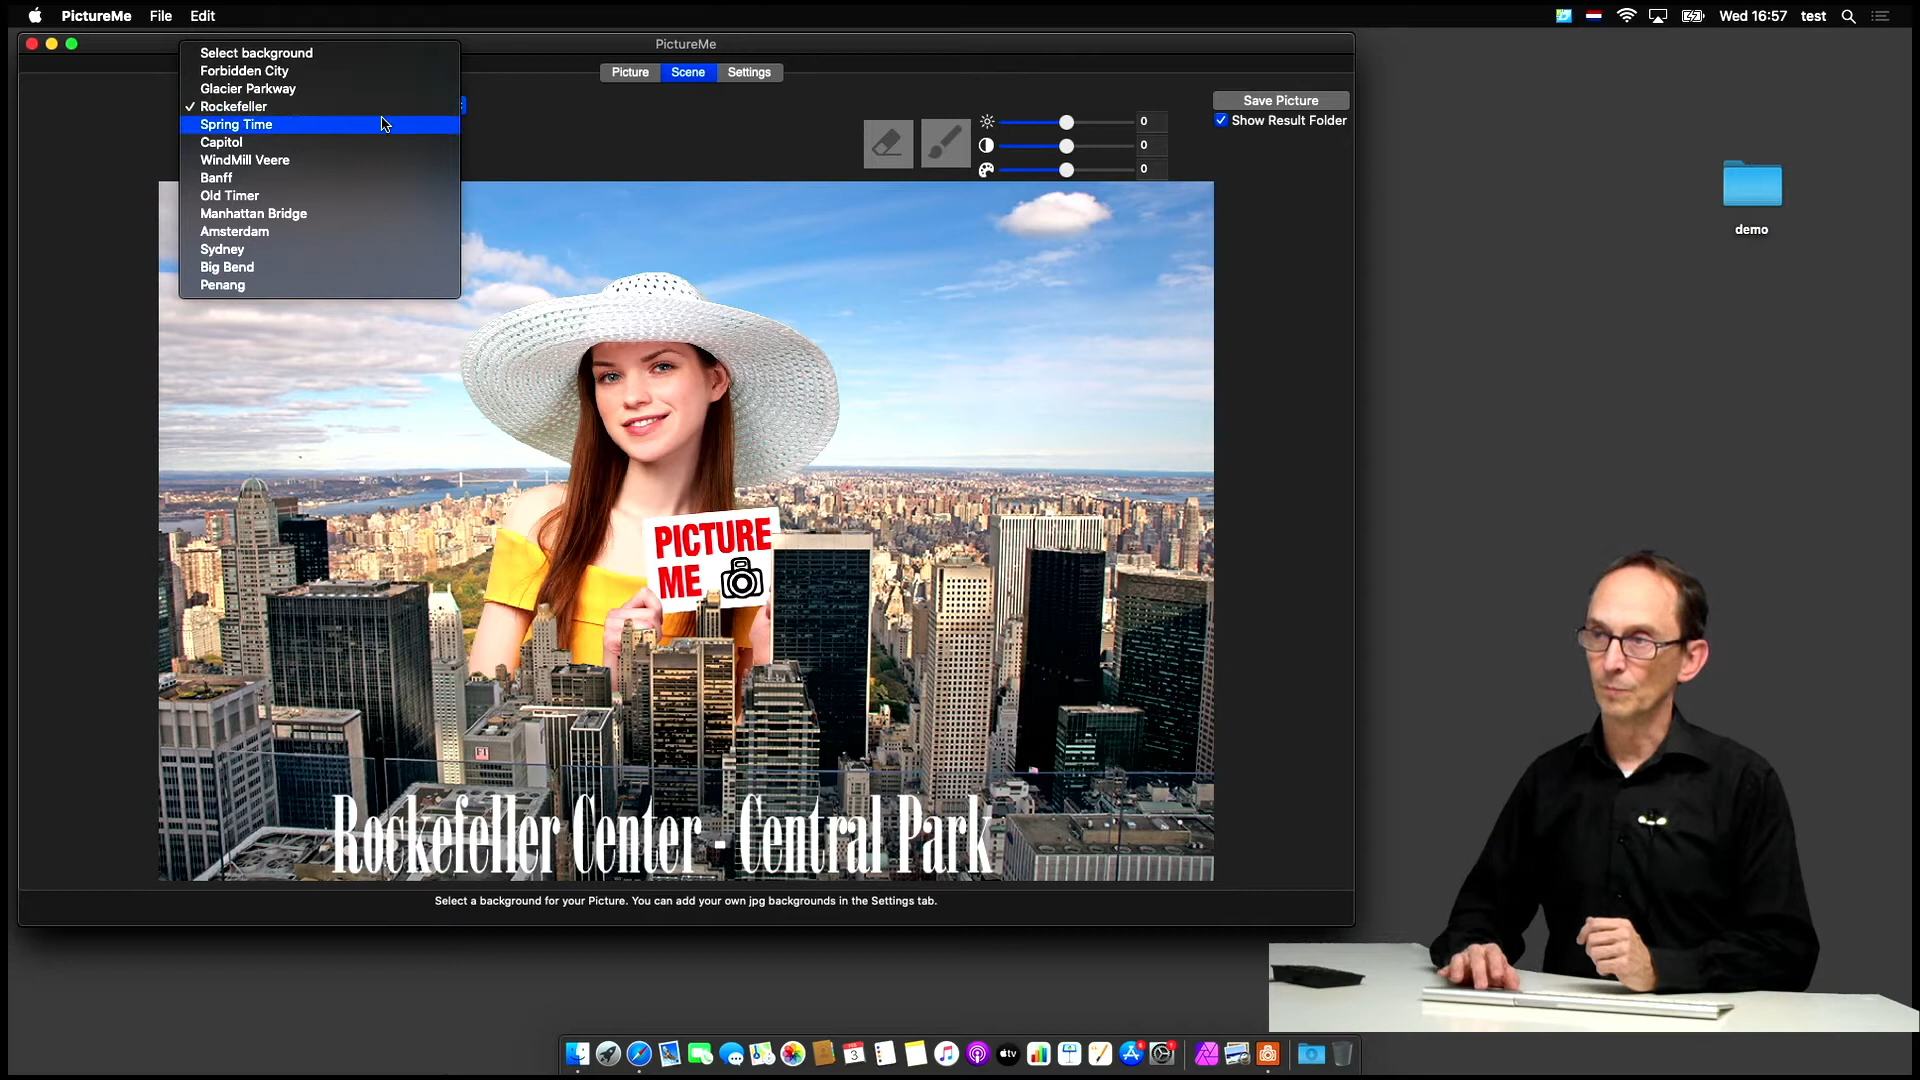 PictureMe File Edit
Wed 16:57 test
PictureMe
Select background
Forbidden City
Glacier Parkway
✓ Rockefeller
Spring Time
Capitol
WindMill Veere
Banff
Old Timer
Manhattan Bridge
Amsterdam
Sydney
Big Bend
Penang
Picture Scene Settings
0
0
0
Save Picture
Show Result Folder
demo
PICTURE
ME
Rockefeller Center - Central Park
Select a background for your Picture. You can add your own jpg backgrounds in the Settings tab.
3
tv